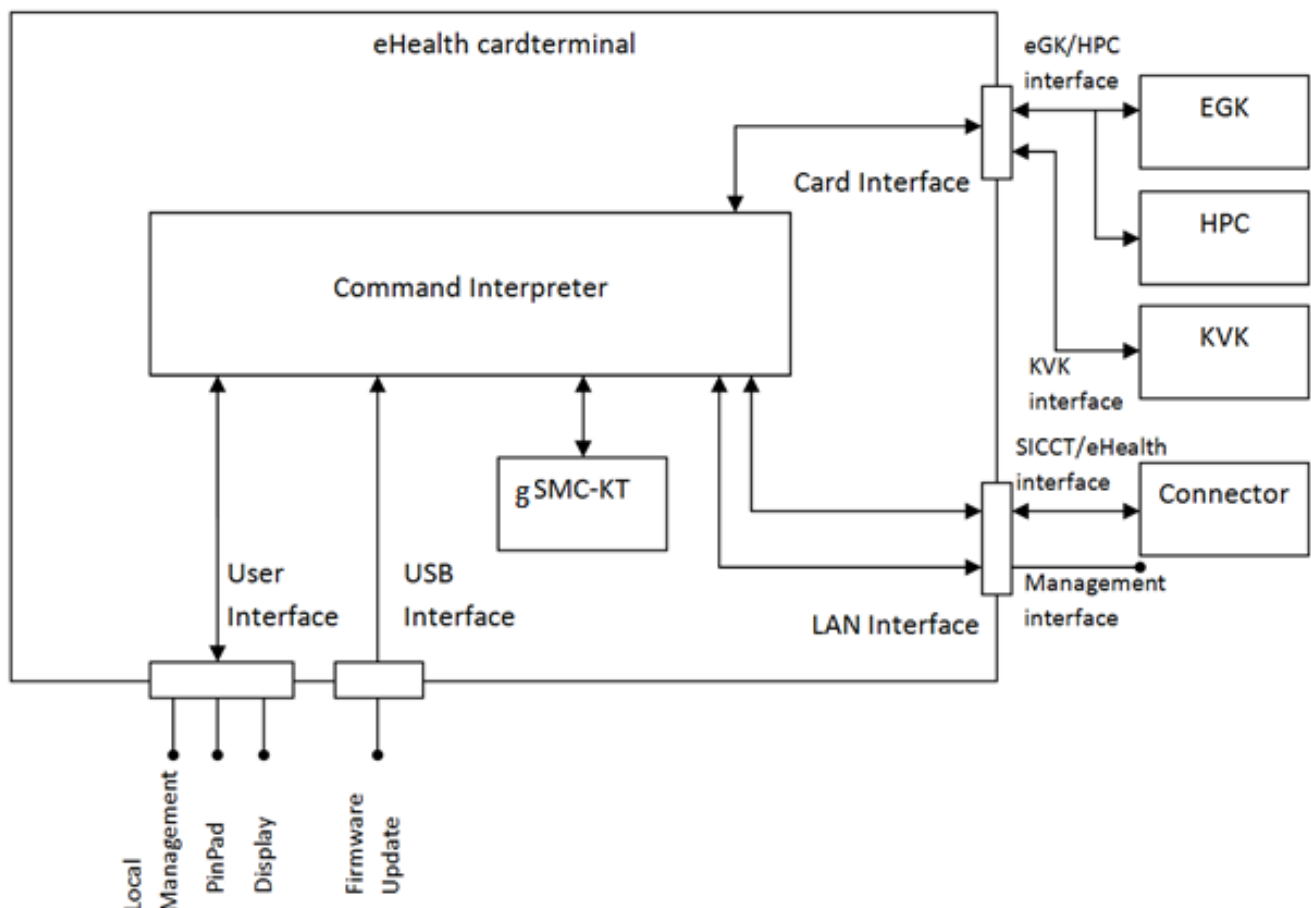 eHealth cardterminal
eGK/HPC
interface
EGK
Card Interface
HPC
Command Interpreter
KVK
KVK
interface
SICCT/eHealth
interface
Connector
gSMC-KT
User
Interface
USB
Interface
Management
interface
LAN Interface
Local
Management
PinPad
Display
Firmware
Update